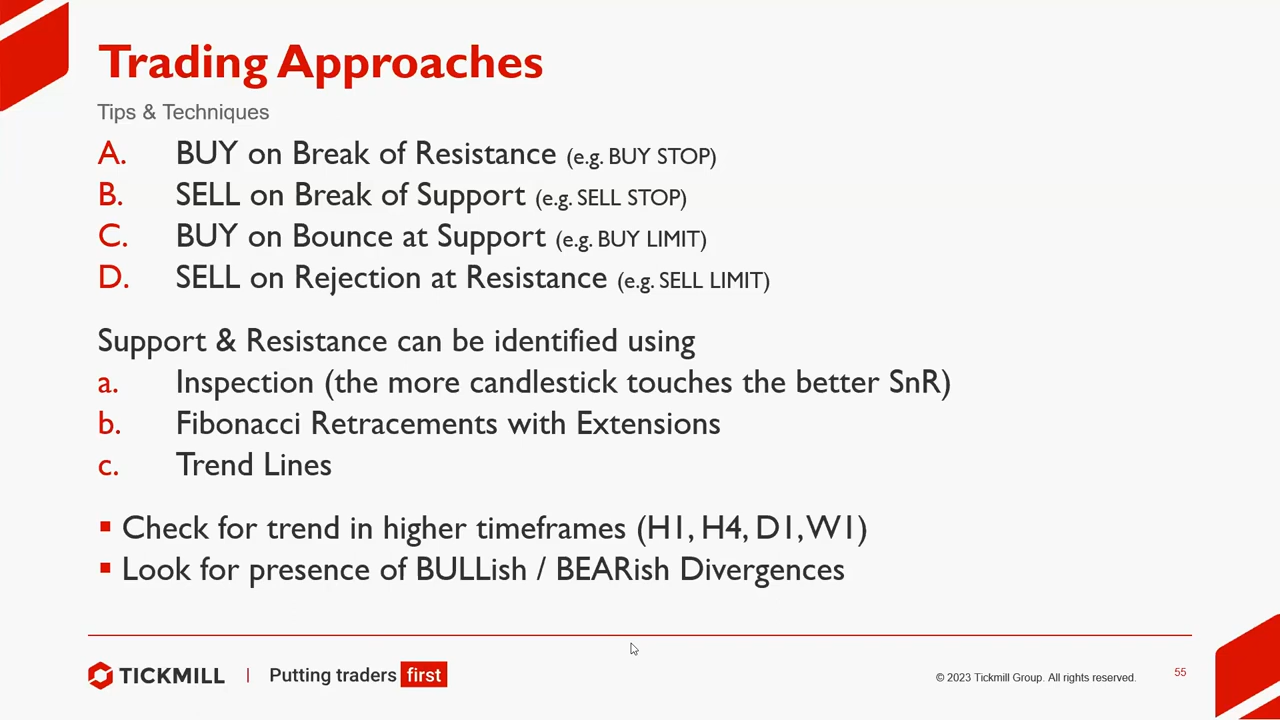 Trading Approaches
Tips & Techniques
A. BUY on Break of Resistance (e.g. BUY STOP)
B. SELL on Break of Support (e.g. SELL STOP)
C. BUY on Bounce at Support (e.g. BUY LIMIT)
D. SELL on Rejection at Resistance (e.g. SELL LIMIT)
Support & Resistance can be identified using
a. Inspection (the more candlestick touches the better SnR)
b. Fibonacci Retracements with Extensions
c. Trend Lines
▪ Check for trend in higher timeframes (H1, H4, D1, W1)
▪ Look for presence of BULLish / BEARish Divergences
TICKMILL | Putting traders first
© 2023 Tickmill Group. All rights reserved. 55